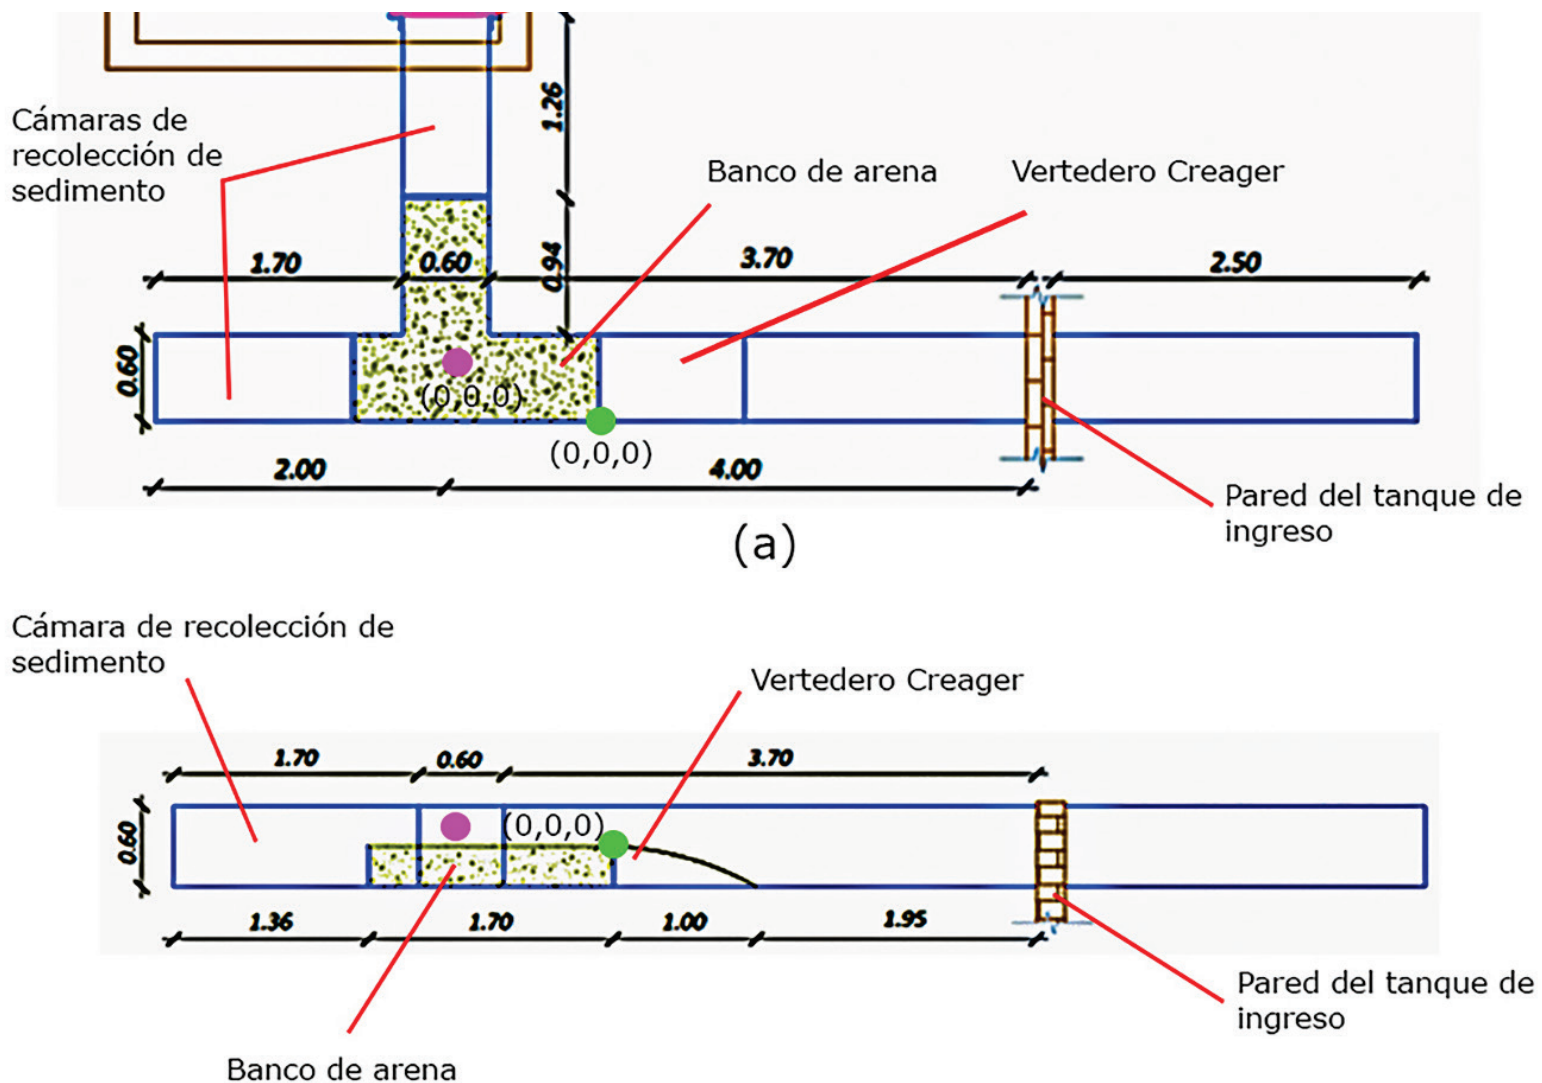 1.26
Cámaras de
recolección de
sedimento
Banco de arena
Vertedero Creager
1.70
0.60
0.94
3.70
2.50
0.60
(0,0,0)
(0,0,0)
2.00
4.00
Pared del tanque de
ingreso
(a)
Cámara de recolección de
sedimento
Vertedero Creager
1.70
0.60
3.70
0.60
(0,0,0)
1.36
1.70
1.00
1.95
Pared del tanque de
ingreso
Banco de arena